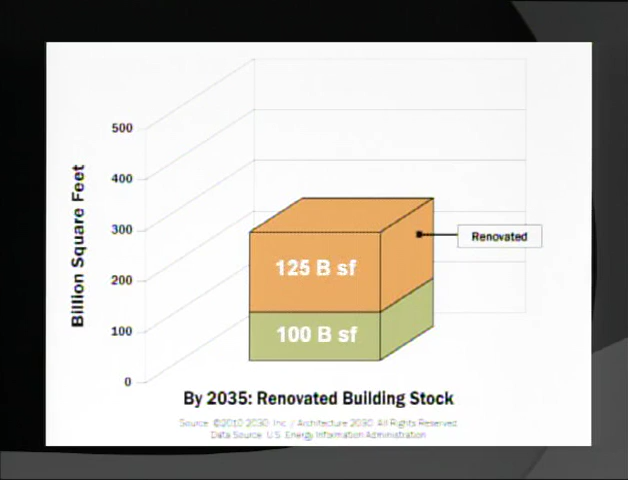 500
400
300
200
100
0
Billion Square Feet
Renovated
125 B sf
100 B sf
By 2035: Renovated Building Stock
Source: ©2010 2030, Inc. / Architecture 2030. All Rights Reserved.
Data Source: U.S. Energy Information Administration